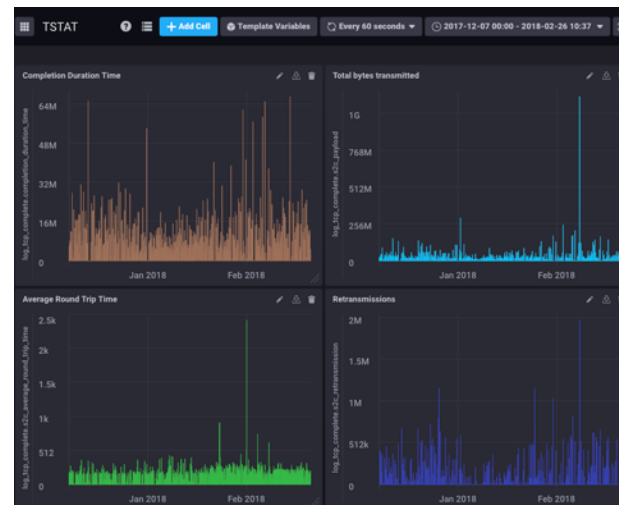 TSTAT
+ Add Cell
Template Variables
Every 60 seconds
2017-12-07 00:00 - 2018-02-26 10:37
Completion Duration Time
log_tcp_complete.completion_duration_time
64M
48M
32M
16M
0
Jan 2018
Feb 2018
Total bytes transmitted
log_tcp_complete.s2c_payload
1G
768M
512M
256M
0
Jan 2018
Feb 2018
Average Round Trip Time
log_tcp_complete.s2c_average_round_trip_time
2.5k
2k
1.5k
1k
512
0
Jan 2018
Feb 2018
Retransmissions
log_tcp_complete.s2c_retransmission
2M
1.5M
1M
512k
0
Jan 2018
Feb 2018